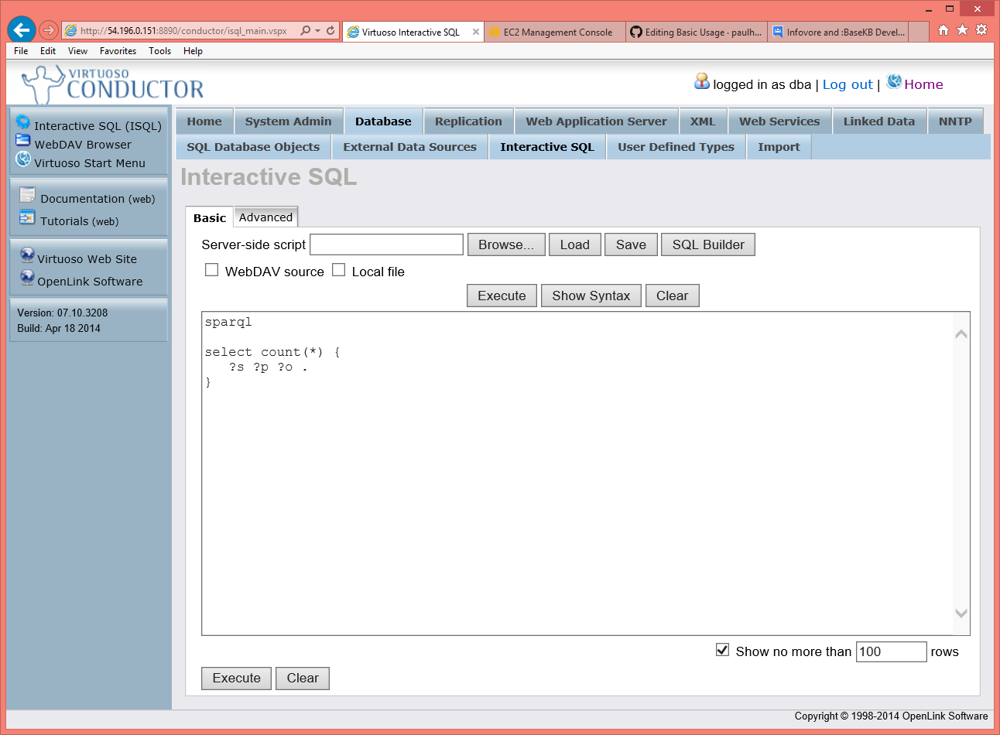 http://54.196.0.151:8890/conductor/isql_main.vspx
Virtuoso Interactive SQL
EC2 Management Console
Editing Basic Usage · paulh...
Infovore and :BaseKB Devel...
File Edit View Favorites Tools Help
VIRTUOSO
CONDUCTOR
logged in as dba | Log out | Home
Interactive SQL (ISQL)
WebDAV Browser
Virtuoso Start Menu
Documentation (web)
Tutorials (web)
Virtuoso Web Site
OpenLink Software
Version: 07.10.3208
Build: Apr 18 2014
Home System Admin Database Replication Web Application Server XML Web Services Linked Data NNTP
SQL Database Objects External Data Sources Interactive SQL User Defined Types Import
Interactive SQL
Basic Advanced
Server-side script Browse... Load Save SQL Builder
WebDAV source Local file
Execute Show Syntax Clear
sparql
select count(*) {
?s ?p ?o .
}
Show no more than 100 rows
Execute Clear
Copyright © 1998-2014 OpenLink Software